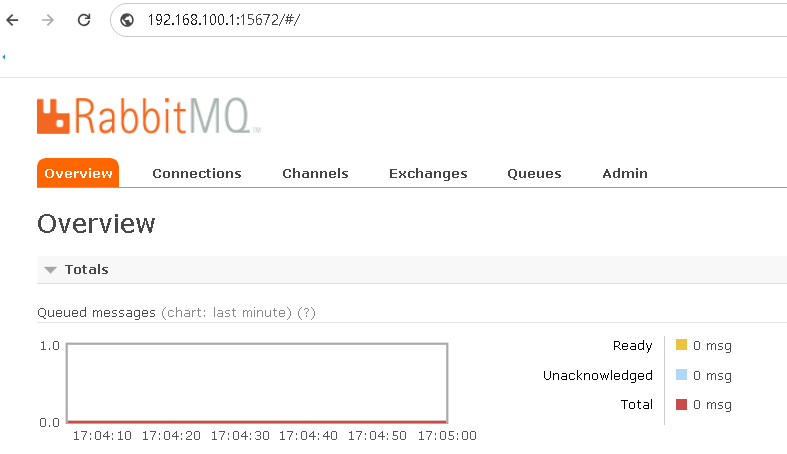 192.168.100.1:15672/#/
RabbitMQ™
Overview Connections Channels Exchanges Queues Admin
Overview
Totals
Queued messages (chart: last minute) (?)
1.0
0.0
17:04:10 17:04:20 17:04:30 17:04:40 17:04:50 17:05:00
Ready 0 msg
Unacknowledged 0 msg
Total 0 msg